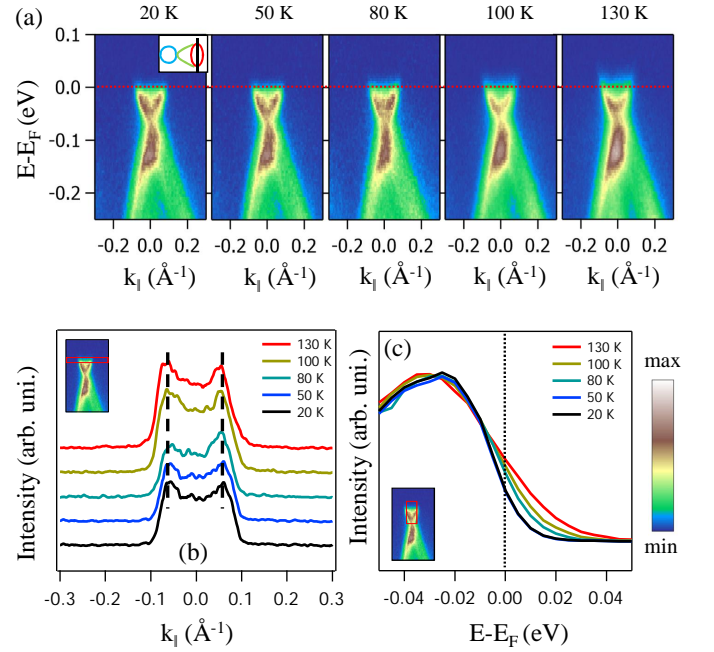 (a)
20 K 50 K 80 K 100 K 130 K
E-E_F (eV)
0.1
0.0
-0.1
-0.2
-0.2 0.0 0.2 -0.2 0.0 0.2 -0.2 0.0 0.2 -0.2 0.0 0.2 -0.2 0.0 0.2
k_∥ (Å⁻¹) k_∥ (Å⁻¹) k_∥ (Å⁻¹) k_∥ (Å⁻¹) k_∥ (Å⁻¹)
Intensity (arb. uni.)
130 K
100 K
80 K
50 K
20 K
(b)
-0.3 -0.2 -0.1 0.0 0.1 0.2 0.3
k_∥ (Å⁻¹)
Intensity (arb. uni.)
(c)
130 K
100 K
80 K
50 K
20 K
-0.04 -0.02 0.00 0.02 0.04
E-E_F (eV)
max
min